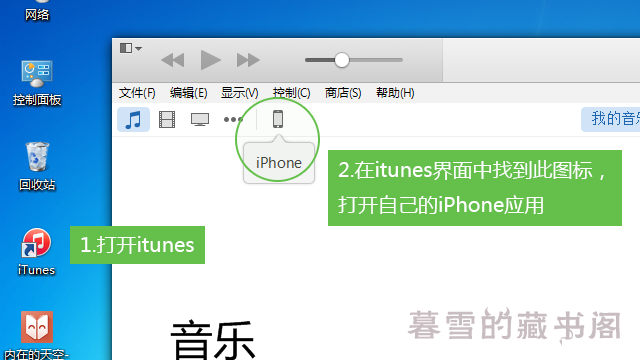 网络
控制面板
回收站
iTunes
内在的天空-
文件(F) 编辑(E) 显示(V) 控制(C) 商店(S) 帮助(H)
我的音乐
iPhone
1.打开itunes
2.在itunes界面中找到此图标，
打开自己的iPhone应用
音乐
暮雪的藏书阁